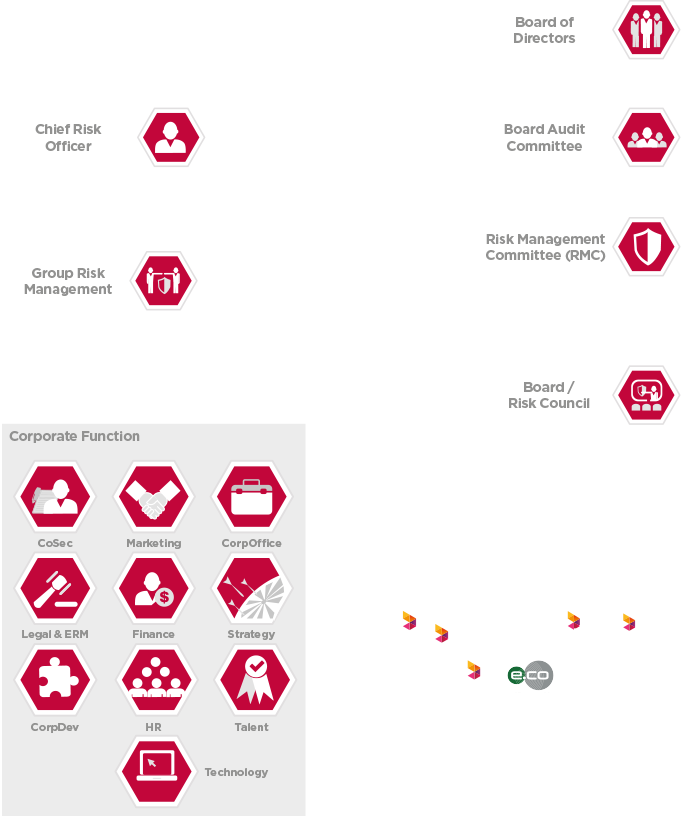 Board of
Directors
Chief Risk
Officer
Board Audit
Committee
Risk Management
Committee (RMC)
Group Risk
Management
Board /
Risk Council
Corporate Function
CoSec
Marketing
CorpOffice
Legal & ERM
Finance
$
Strategy
CorpDev
HR
Talent
Technology
e.co